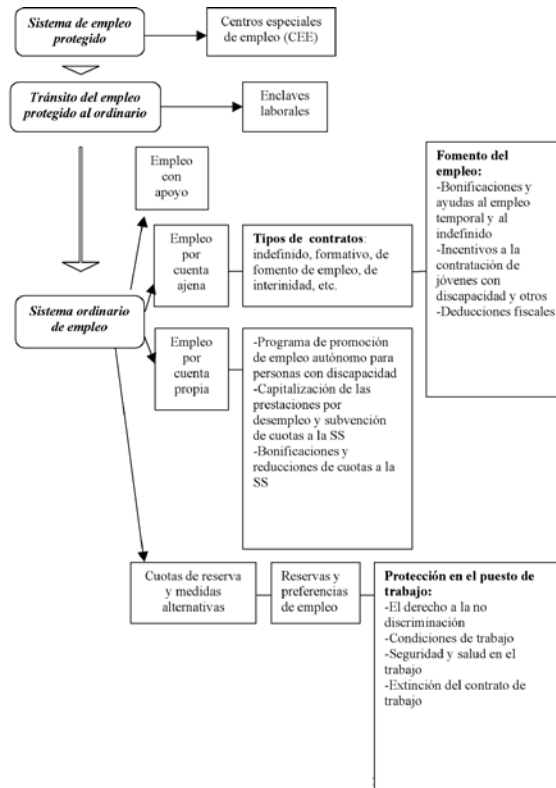 Sistema de empleo
protegido
Centros especiales
de empleo (CEE)
Tránsito del empleo
protegido al ordinario
Enclaves
laborales
Empleo
con
apoyo
Fomento del
empleo:
-Bonificaciones y
ayudas al empleo
temporal y al
indefinido
-Incentivos a la
contratación de
jóvenes con
discapacidad y otros
-Deducciones fiscales
Empleo
por
cuenta
ajena
Tipos de contratos:
indefinido, formativo, de
fomento de empleo, de
interinidad, etc.
Sistema ordinario
de empleo
Empleo
por
cuenta
propia
-Programa de promoción
de empleo autónomo para
personas con discapacidad
-Capitalización de las
prestaciones por
desempleo y subvención
de cuotas a la SS
-Bonificaciones y
reducciones de cuotas a la
SS
Cuotas de reserva
y medidas
alternativas
Reservas y
preferencias
de empleo
Protección en el puesto de
trabajo:
-El derecho a la no
discriminación
-Condiciones de trabajo
-Seguridad y salud en el
trabajo
-Extinción del contrato de
trabajo